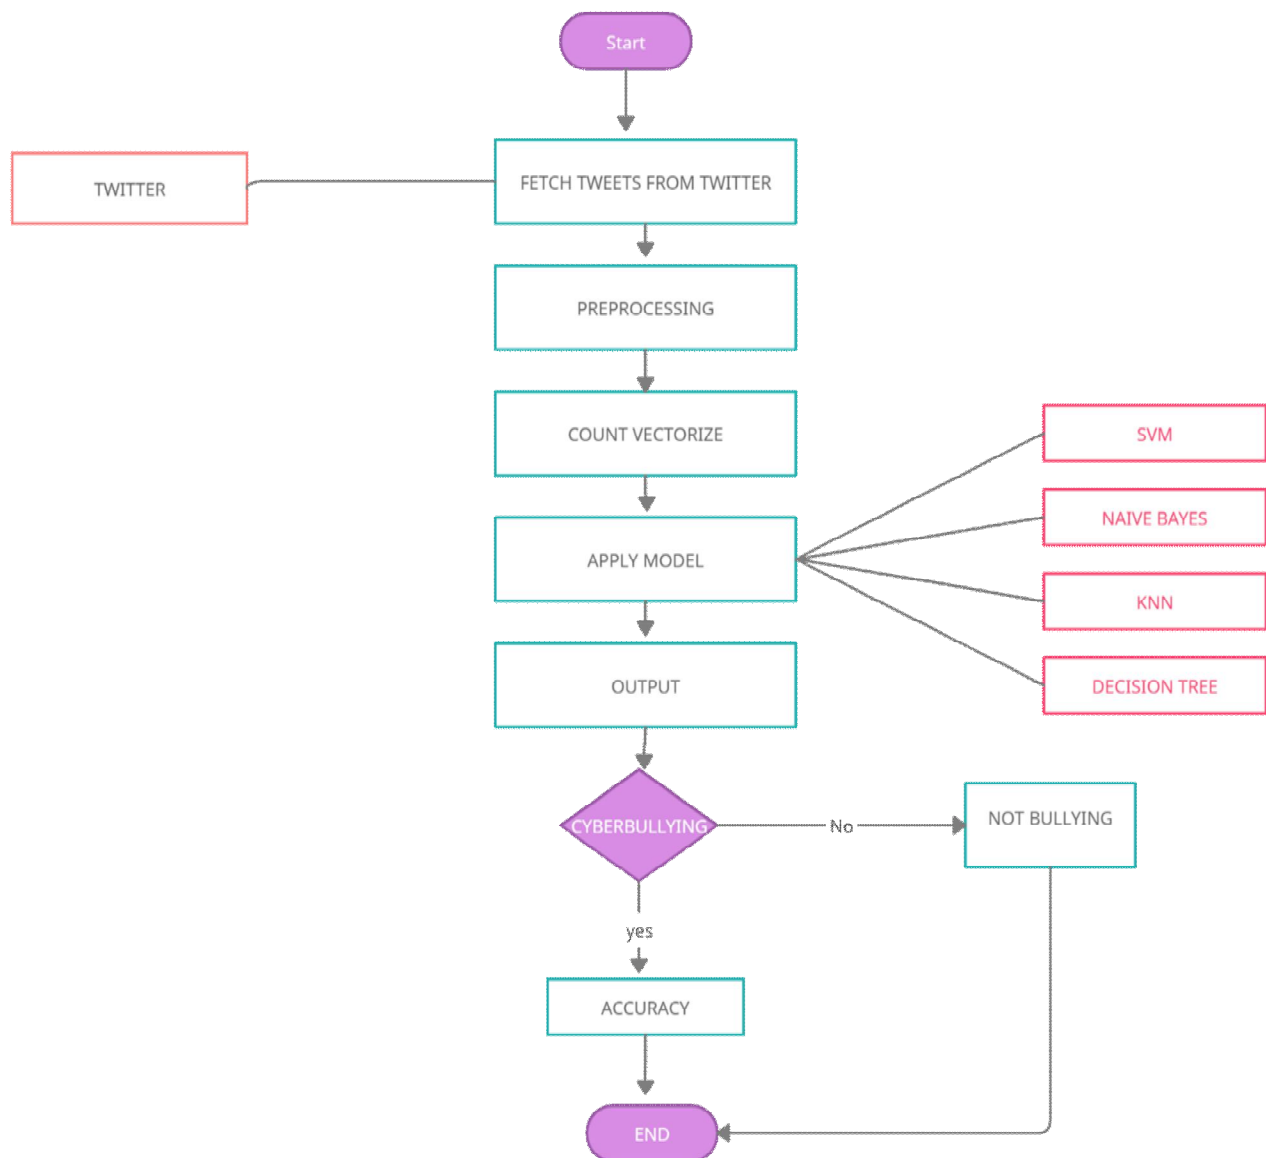 Start
TWITTER
FETCH TWEETS FROM TWITTER
PREPROCESSING
COUNT VECTORIZE
SVM
NAIVE BAYES
APPLY MODEL
KNN
OUTPUT
DECISION TREE
CYBERBULLYING
No
NOT BULLYING
yes
ACCURACY
END